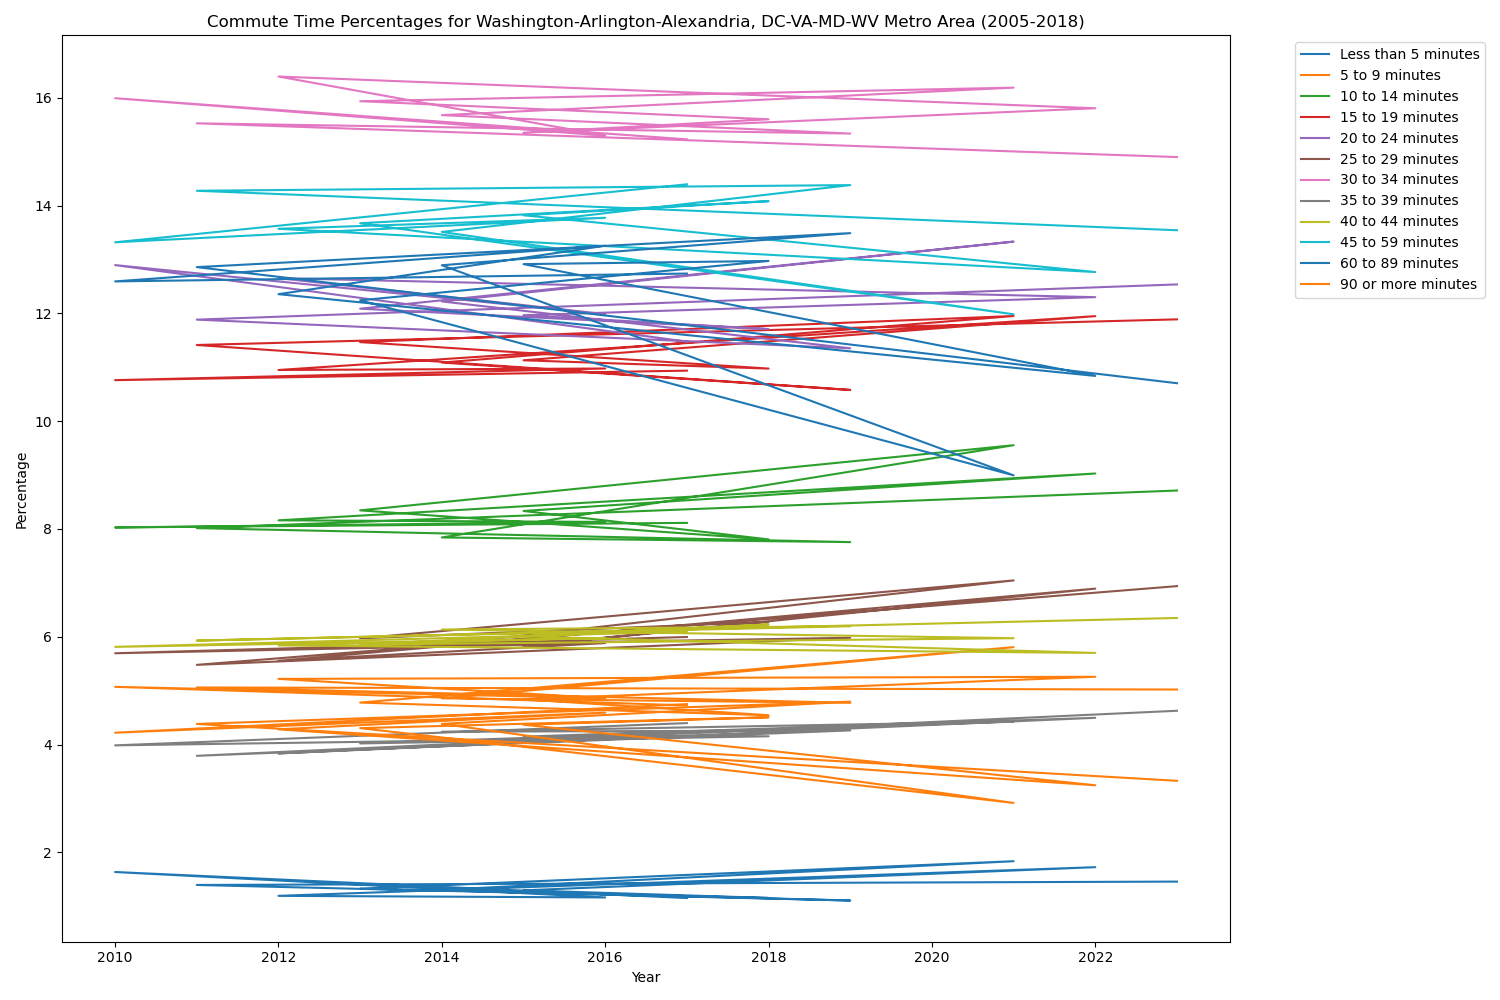 Commute Time Percentages for Washington-Arlington-Alexandria, DC-VA-MD-WV Metro Area (2005-2018)
Less than 5 minutes
5 to 9 minutes
10 to 14 minutes
15 to 19 minutes
20 to 24 minutes
25 to 29 minutes
30 to 34 minutes
35 to 39 minutes
40 to 44 minutes
45 to 59 minutes
60 to 89 minutes
90 or more minutes
Percentage
16
14
12
10
8
6
4
2
2010 2012 2014 2016 2018 2020 2022
Year